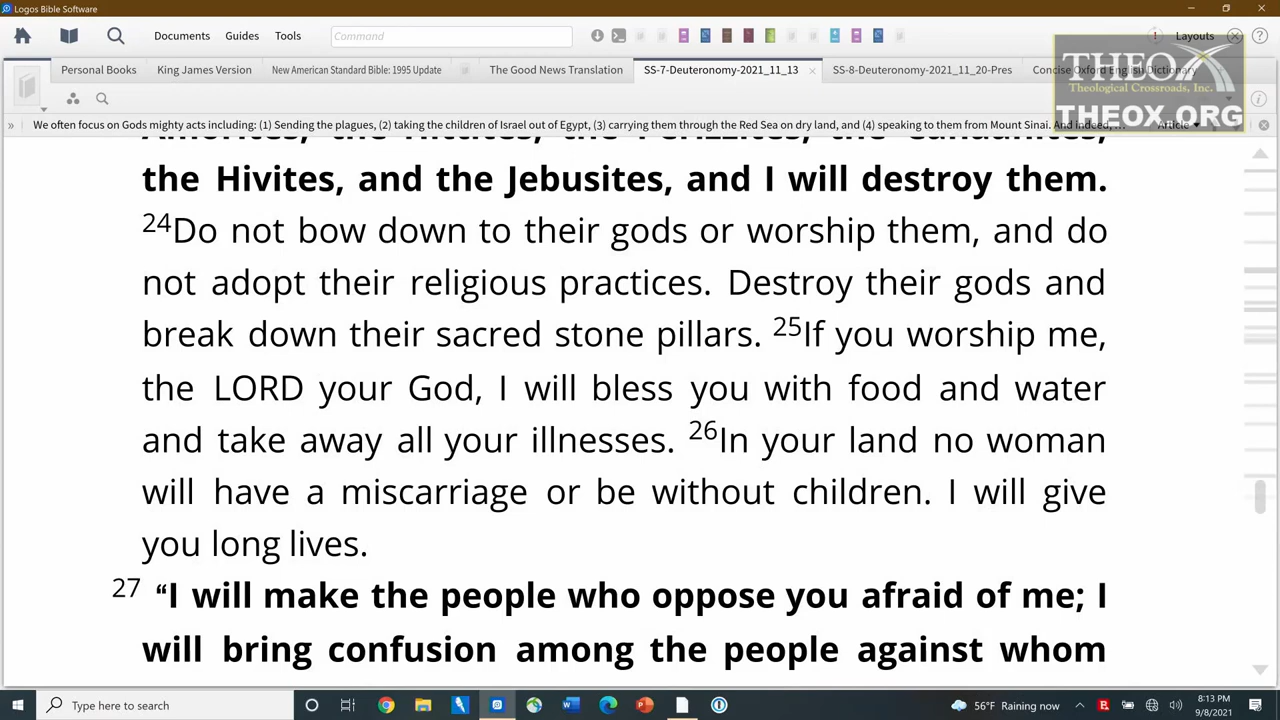 Logos Bible Software
Documents Guides Tools Command Layouts
Personal Books King James Version New American Standar The Good News Translation SS-7-Deuteronomy-2021_11_13 SS-8-Deuteronomy-2021_11_20-Pres Concise Oxford English Dictionary
THEOX
Theological Crossroads, Inc.
THEOX.ORG
» We often focus on Gods mighty acts including: (1) Sending the plagues, (2) taking the children of Israel out of Egypt, (3) carrying them through the Red Sea on dry land, and (4) speaking to them from Mount Sinai. And indeed, ... Article
the Hivites, and the Jebusites, and I will destroy them.
24Do not bow down to their gods or worship them, and do
not adopt their religious practices. Destroy their gods and
break down their sacred stone pillars. 25If you worship me,
the LORD your God, I will bless you with food and water
and take away all your illnesses. 26In your land no woman
will have a miscarriage or be without children. I will give
you long lives.
27 “I will make the people who oppose you afraid of me; I
will bring confusion among the people against whom
Type here to search
56°F Raining now
8:13 PM
9/8/2021